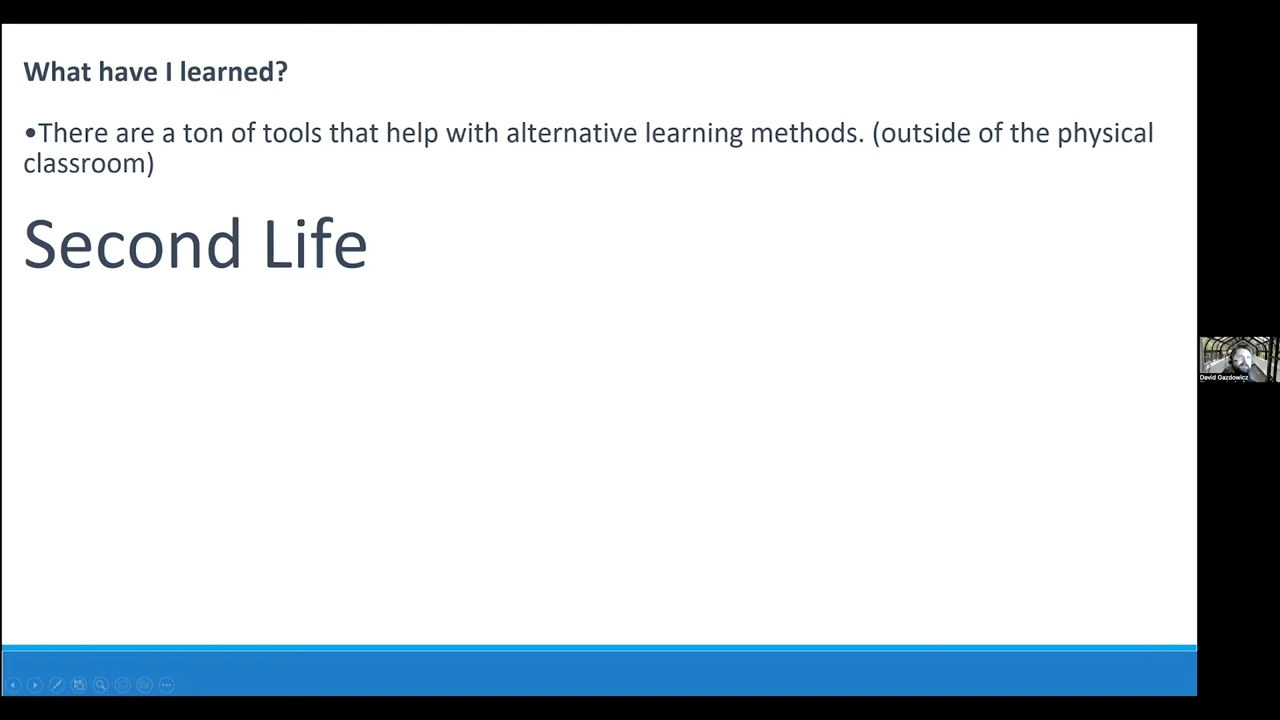 What have I learned?
•There are a ton of tools that help with alternative learning methods. (outside of the physical
classroom)
Second Life
David Gazdowicz